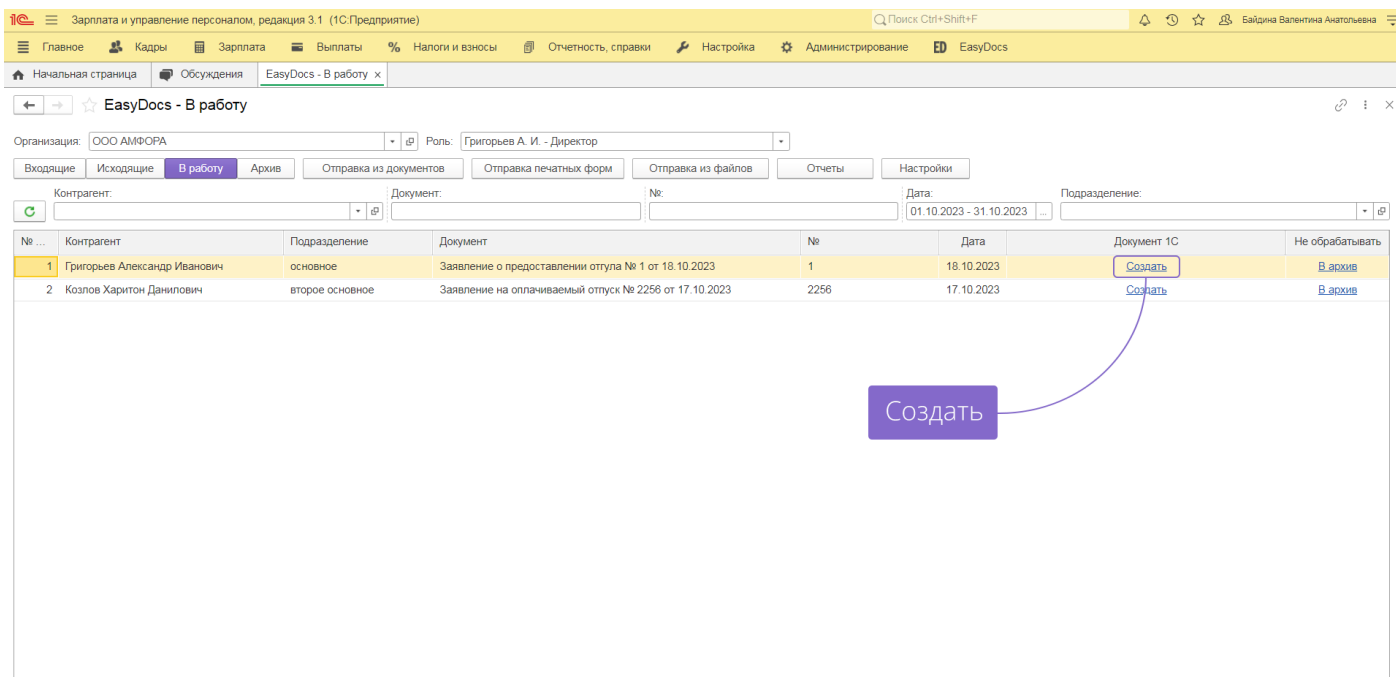 1С Зарплата и управление персоналом, редакция 3.1 (1С:Предприятие) Поиск Ctrl+Shift+F Байдина Валентина Анатольевна
Главное Кадры Зарплата Выплаты % Налоги и взносы Отчетность, справки Настройка Администрирование ED EasyDocs
Начальная страница Обсуждения EasyDocs - В работу ×
EasyDocs - В работу
Организация: ООО АМФОРА Роль: Григорьев А. И. - Директор
Входящие Исходящие В работу Архив Отправка из документов Отправка печатных форм Отправка из файлов Отчеты Настройки
Контрагент: Документ: №: Дата: Подразделение:
01.10.2023 - 31.10.2023 ...
№ ... Контрагент Подразделение Документ № Дата Документ 1С Не обрабатывать
1 Григорьев Александр Иванович основное Заявление о предоставлении отгула № 1 от 18.10.2023 1 18.10.2023 Создать В архив
2 Козлов Харитон Данилович второе основное Заявление на оплачиваемый отпуск № 2256 от 17.10.2023 2256 17.10.2023 Создать В архив
Создать